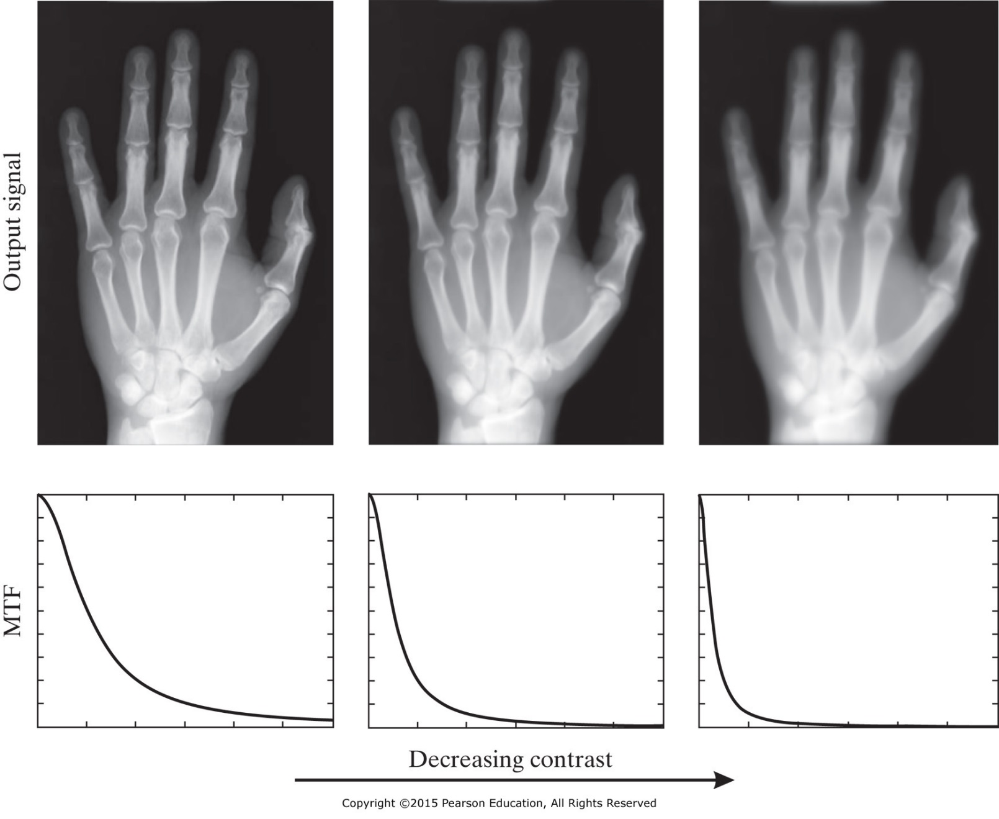 Output signal
MTF
Decreasing contrast
Copyright ©2015 Pearson Education, All Rights Reserved